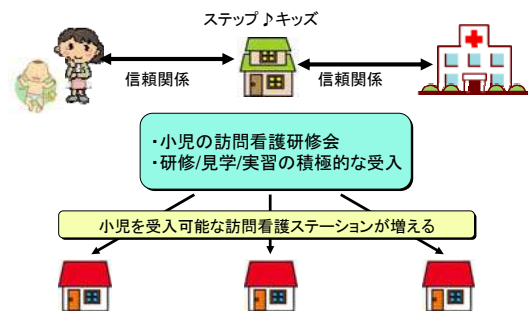 ステップ♪キッズ
信頼関係
信頼関係
・小児の訪問看護研修会
・研修/見学/実習の積極的な受入
小児を受入可能な訪問看護ステーションが増える